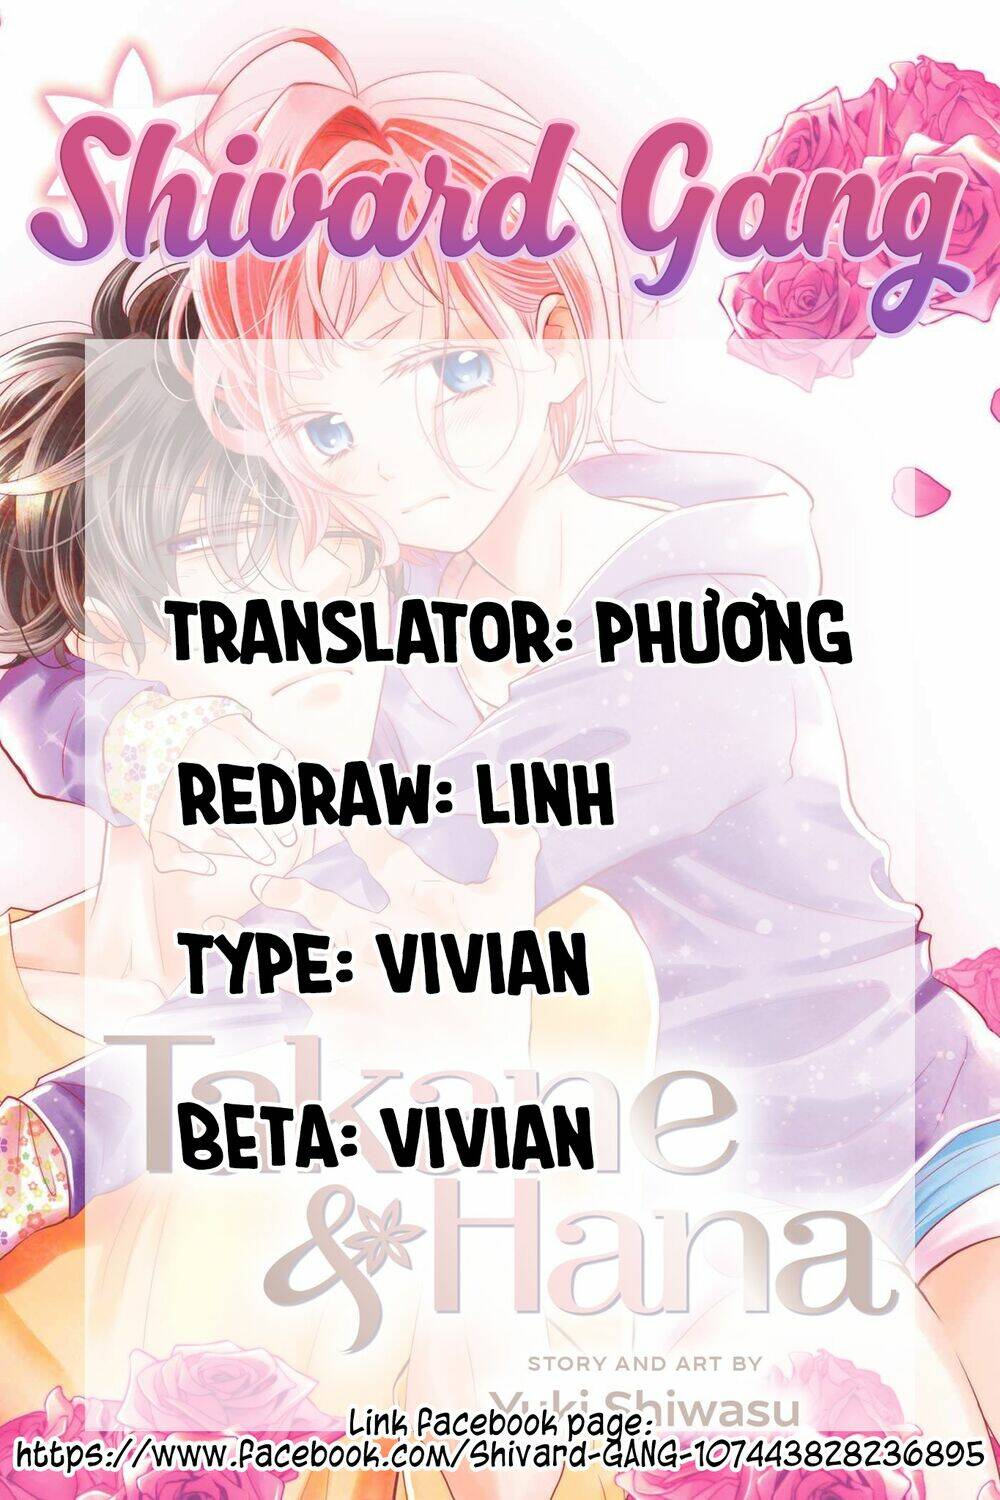 Shivard Gang
TRANSLATOR: PHƯƠNG
REDRAW: LINH
TYPE: VIVIAN
Takane
BETA: VIVIAN
& Hana
STORY AND ART BY
Yuki Shiwasu
Link Facebook page:
https://www.facebook.com/Shivard-GANG-107443828236895